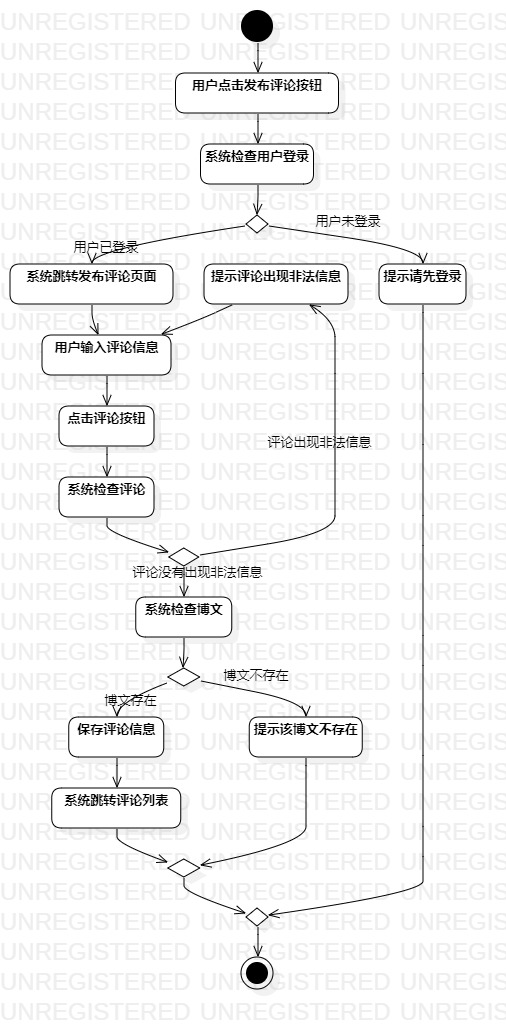 UNREGISTERED UNREGISTERED UNREGISTERED
用户点击发布评论按钮
系统检查用户登录
用户未登录
用户已登录
系统跳转发布评论页面
提示评论出现非法信息
提示请先登录
用户输入评论信息
点击评论按钮
评论出现非法信息
系统检查评论
评论没有出现非法信息
系统检查博文
博文不存在
博文存在
保存评论信息
提示该博文不存在
系统跳转评论列表